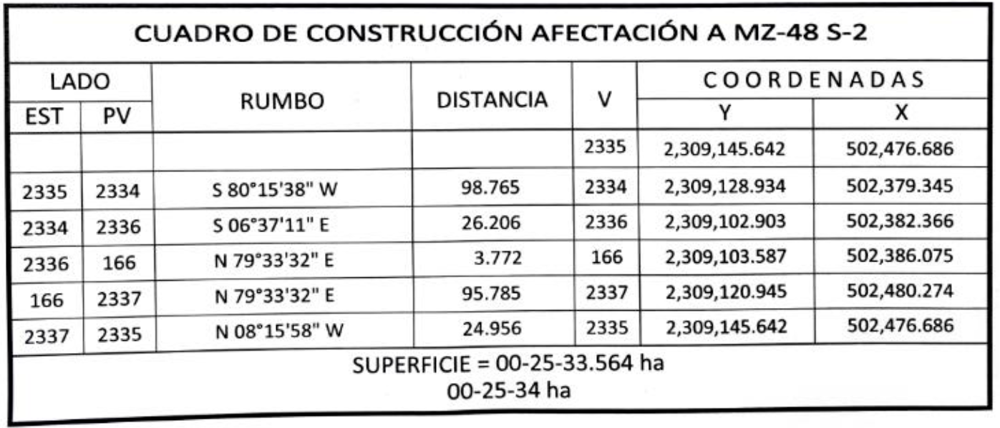 CUADRO DE CONSTRUCCIÓN AFECTACIÓN A MZ-48 S-2
LADO RUMBO DISTANCIA V COORDENADAS
EST PV Y X
2335 2,309,145.642 502,476.686
2335 2334 S 80°15'38" W 98.765 2334 2,309,128.934 502,379.345
2334 2336 S 06°37'11" E 26.206 2336 2,309,102.903 502,382.366
2336 166 N 79°33'32" E 3.772 166 2,309,103.587 502,386.075
166 2337 N 79°33'32" E 95.785 2337 2,309,120.945 502,480.274
2337 2335 N 08°15'58" W 24.956 2335 2,309,145.642 502,476.686
SUPERFICIE = 00-25-33.564 ha
00-25-34 ha